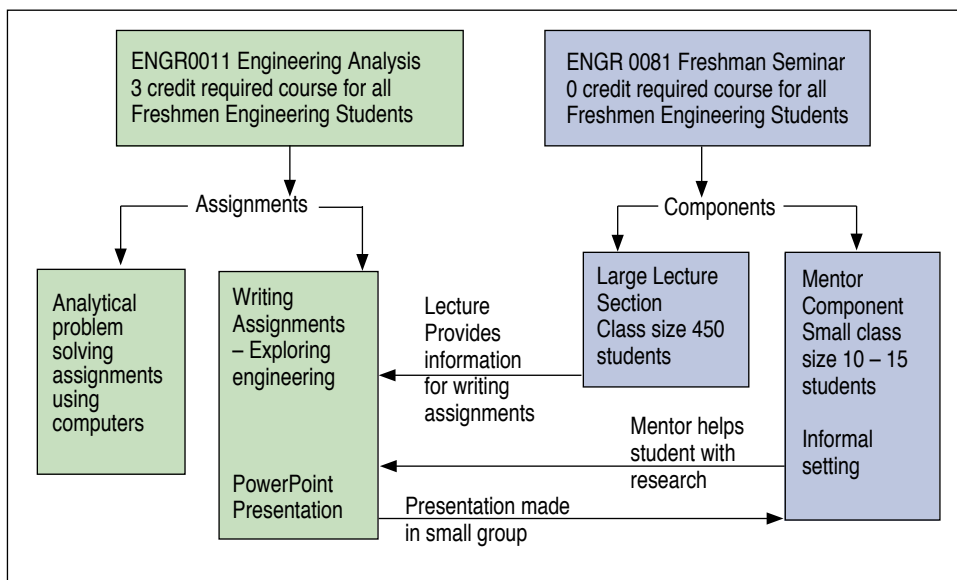 ENGR0011 Engineering Analysis
3 credit required course for all
Freshmen Engineering Students
ENGR 0081 Freshman Seminar
0 credit required course for all
Freshmen Engineering Students
Assignments
Components
Analytical
problem
solving
assignments
using
computers
Writing
Assignments
– Exploring
engineering
PowerPoint
Presentation
Lecture
Provides
information
for writing
assignments
Large Lecture
Section
Class size 450
students
Mentor
Component
Small class
size 10 – 15
students
Informal
setting
Mentor helps
student with
research
Presentation made
in small group